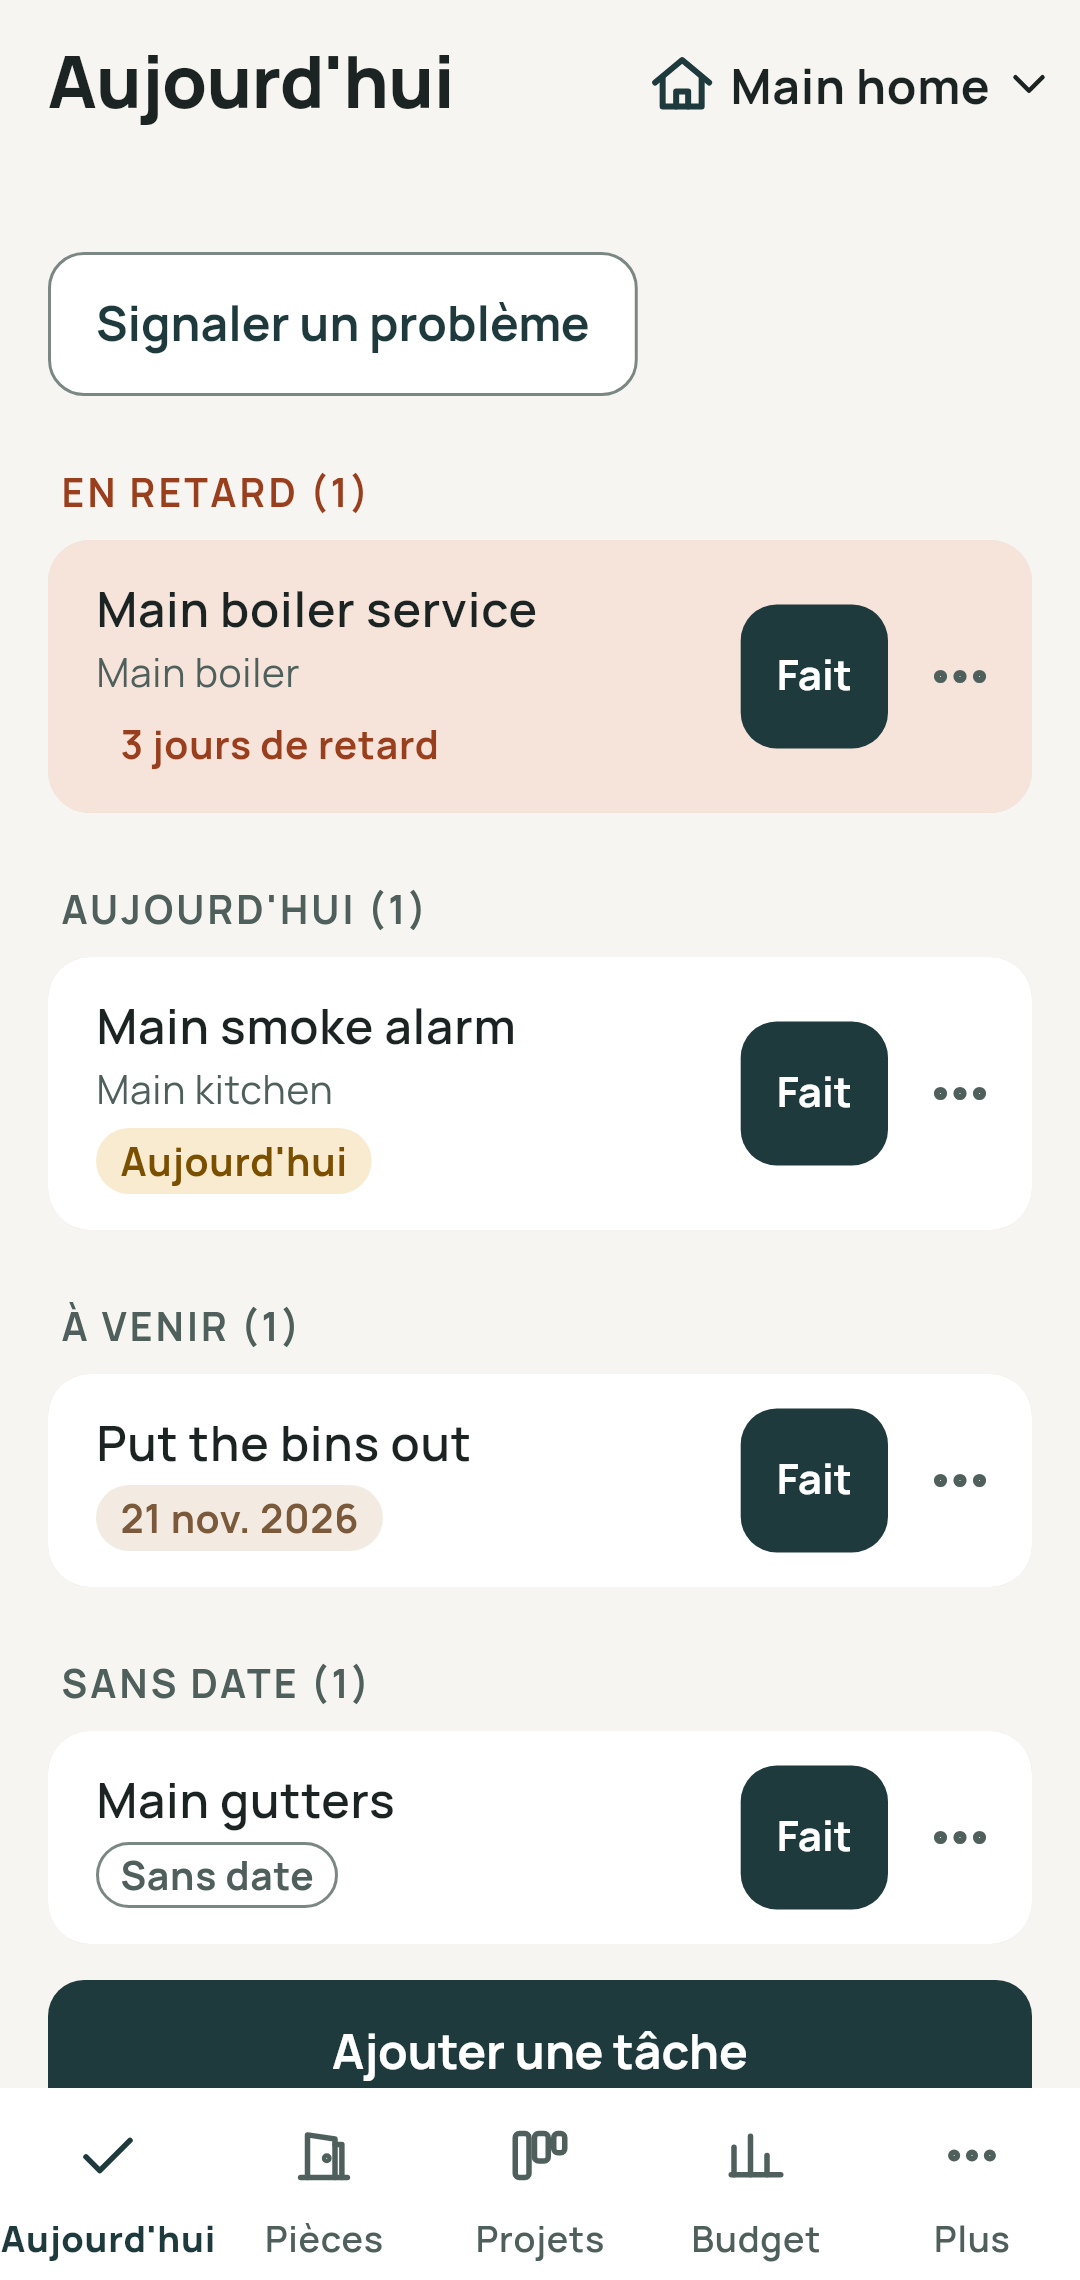 Aujourd'hui
Main home
Signaler un problème
EN RETARD (1)
Main boiler service
Main boiler
3 jours de retard
Fait
AUJOURD'HUI (1)
Main smoke alarm
Main kitchen
Aujourd'hui
Fait
À VENIR (1)
Put the bins out
21 nov. 2026
Fait
SANS DATE (1)
Main gutters
Sans date
Fait
Ajouter une tâche
Aujourd'hui
Pièces
Projets
Budget
Plus